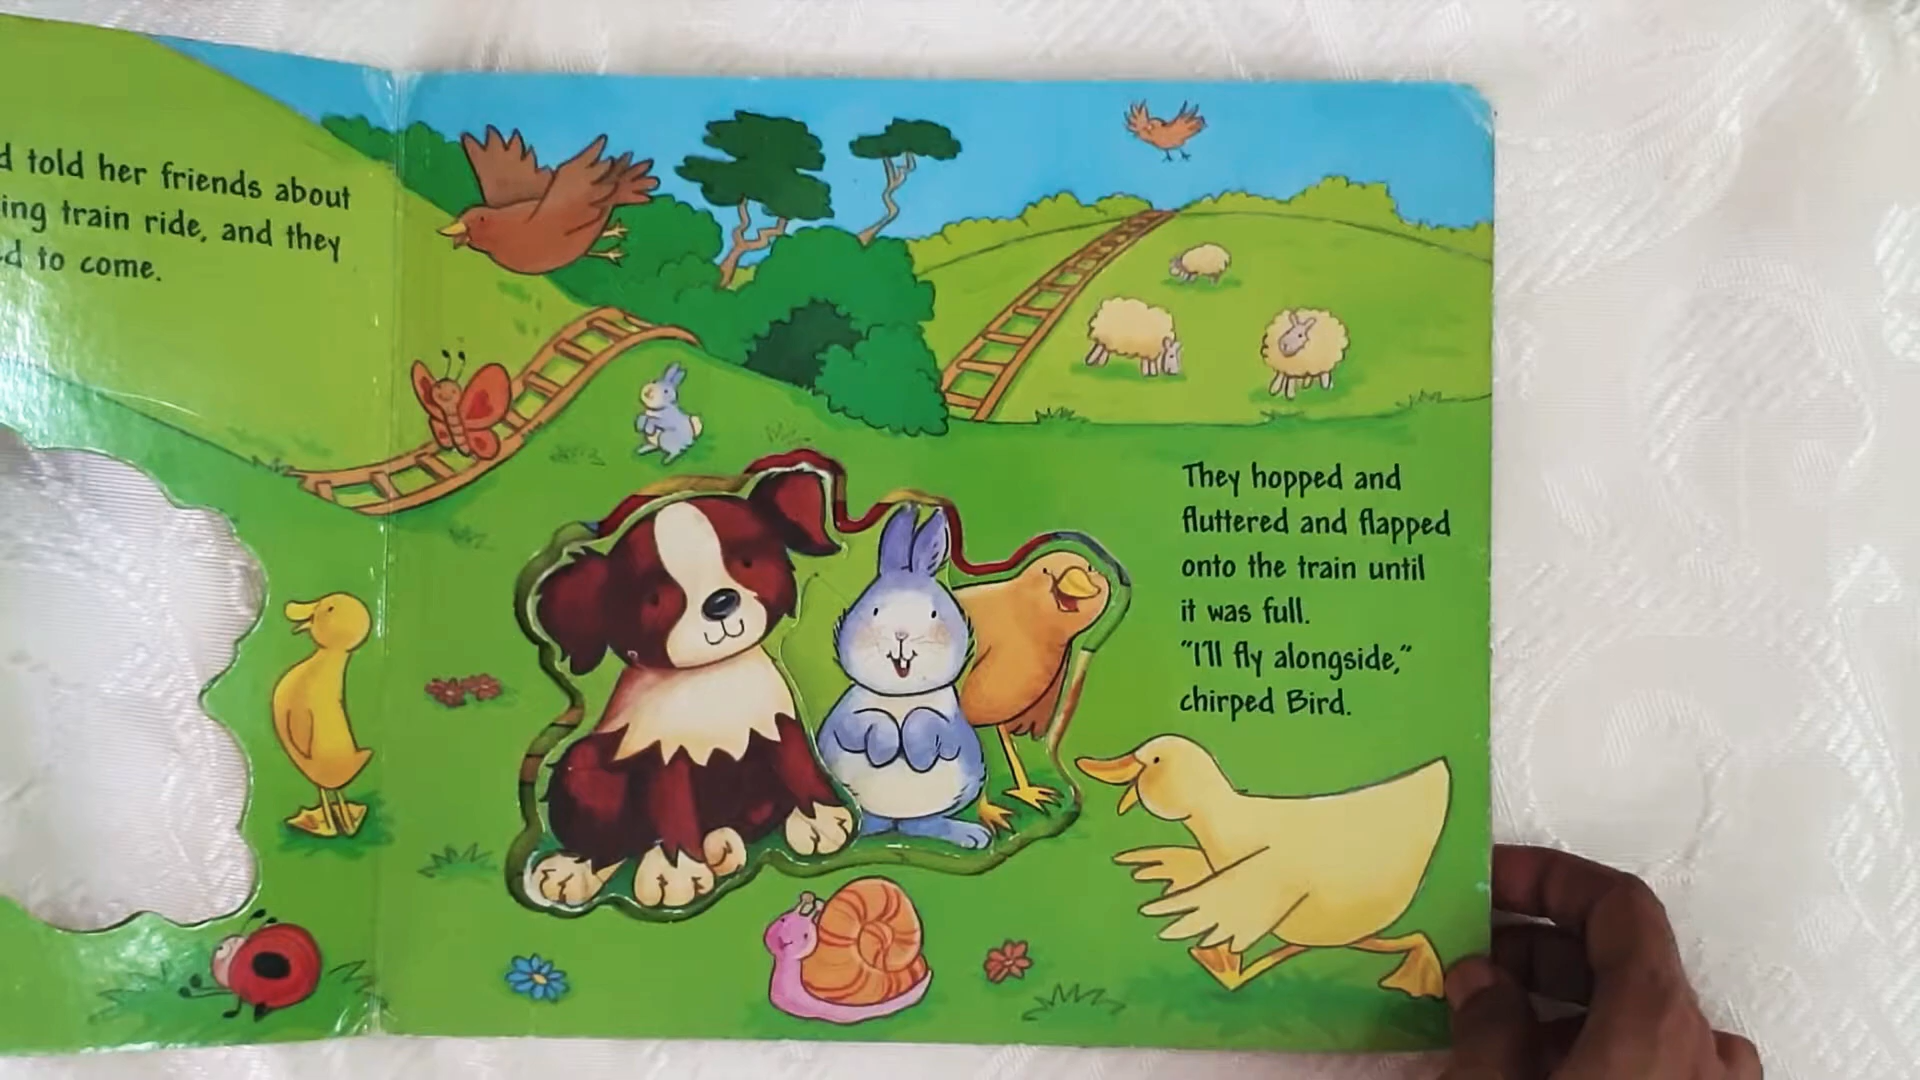 told her friends about
train ride, and they
to come.
They hopped and
fluttered and flapped
onto the train until
it was full.
"I'll fly alongside,"
chirped Bird.